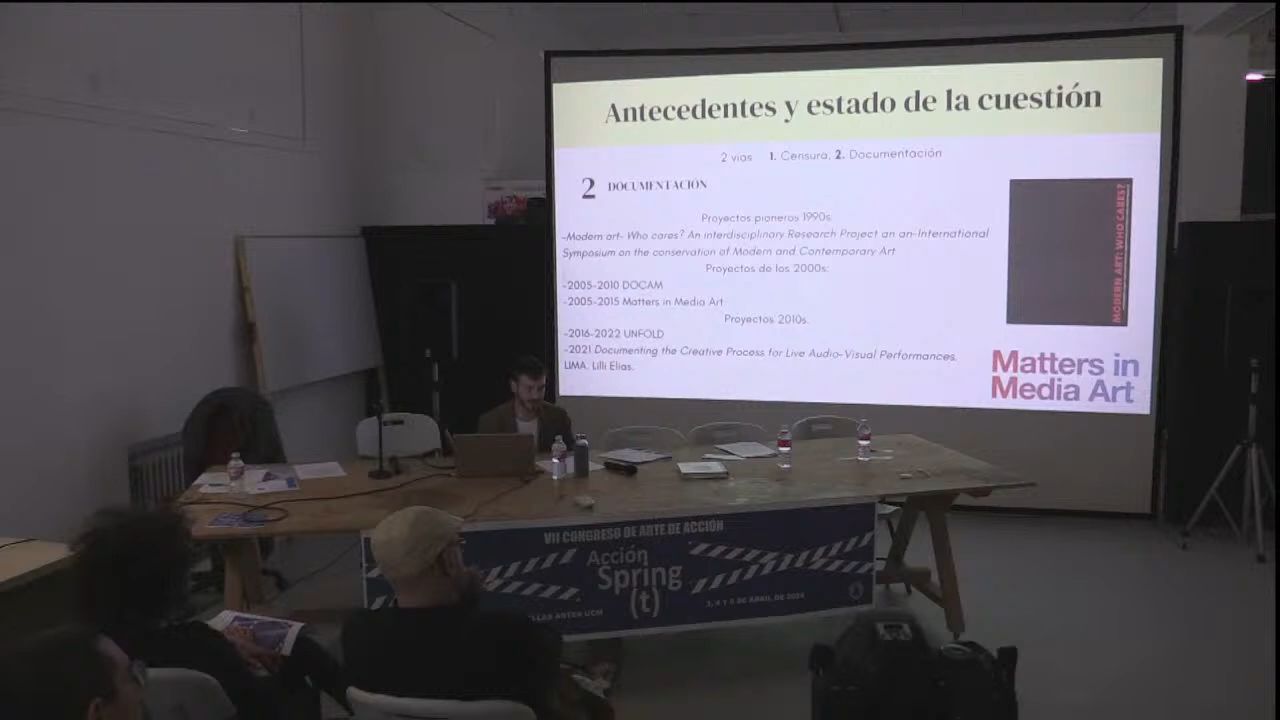 Antecedentes y estado de la cuestión
2 vias 1. Censura, 2. Documentación
2 DOCUMENTACIÓN
Proyectos pioneros 1990s.
-Modern art- Who cares? An interdisciplinary Research Project an an-International
Symposium on the conservation of Modern and Contemporary Art
Proyectos de los 2000s:
-2005-2010 DOCAM
-2005-2015 Matters in Media Art.
Proyectos 2010s.
-2016-2022 UNFOLD
-2021 Documenting the Creative Process for Live Audio-Visual Performances.
LIMA. Lilli Elias.
MODERN ART: WHO CARES?
Matters in
Media Art
VII CONGRESO DE ARTE DE ACCIÓN
Acción
Spring
(t)
LLAS ARTES UCM
3, 4 Y 5 DE ABRIL DE 2024